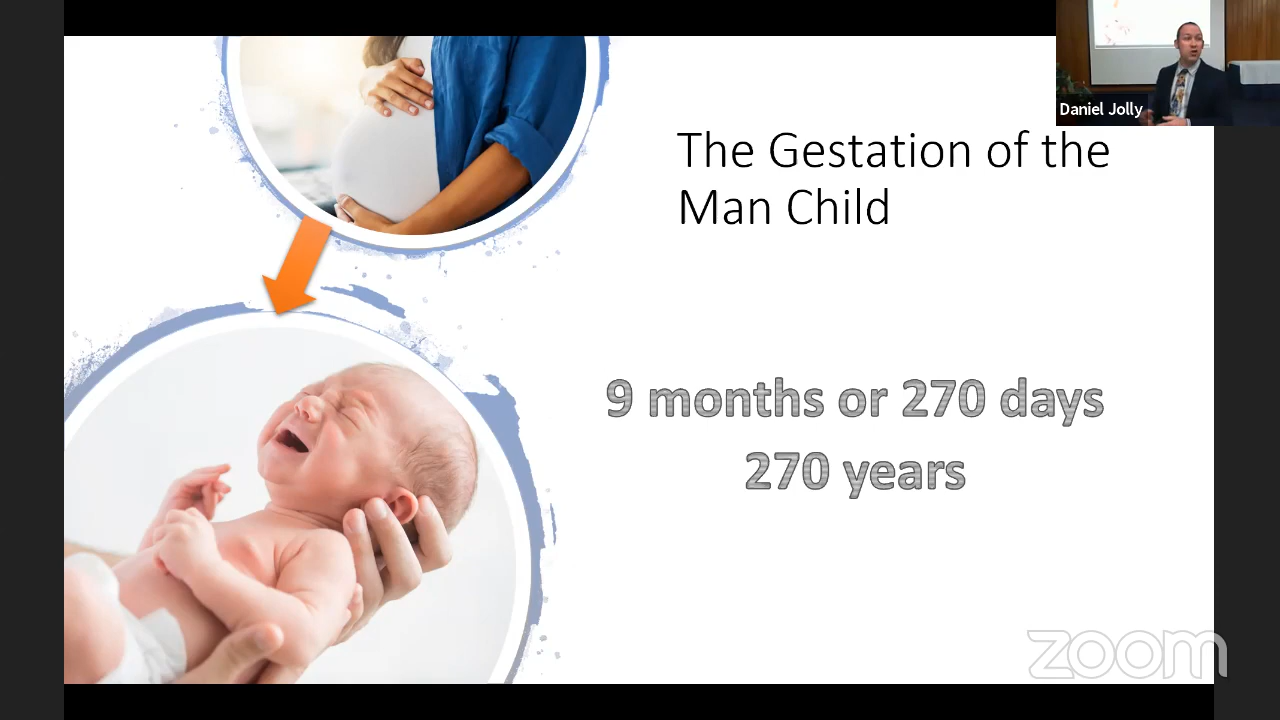 Daniel Jolly
The Gestation of the
Man Child
9 months or 270 days
270 years
zoom